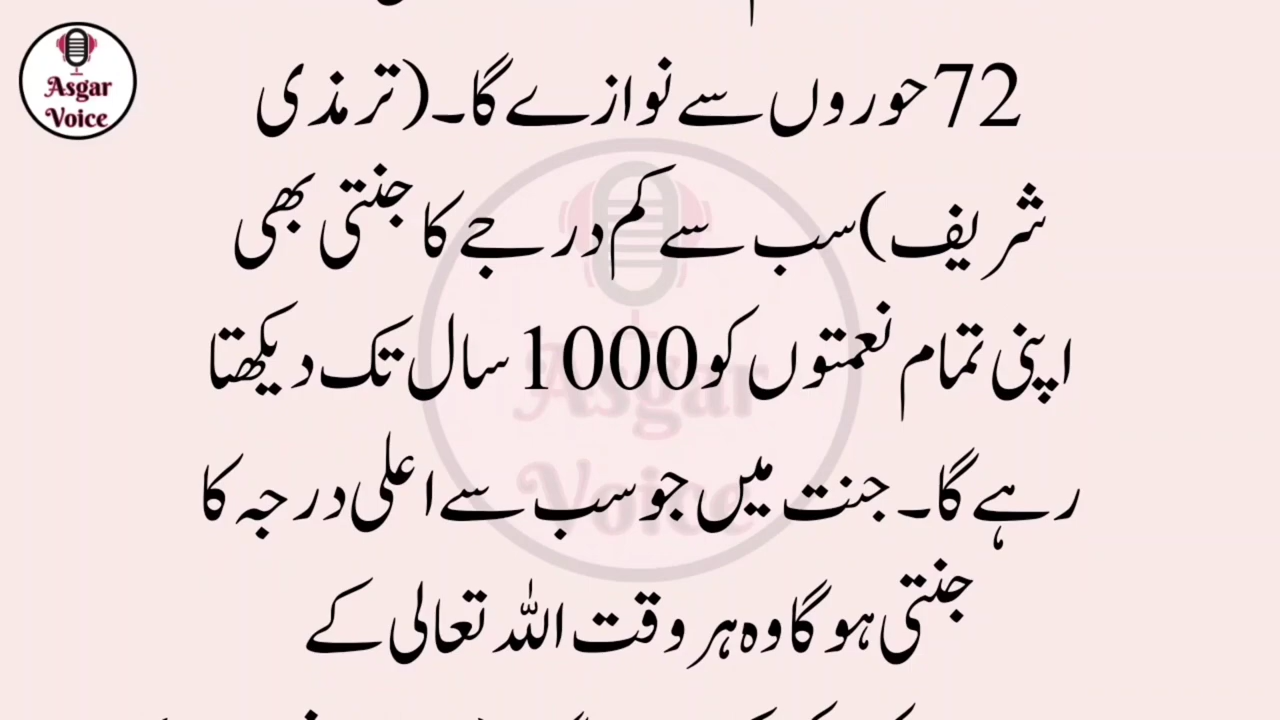 Asgar
Voice
72 حوروں سے نوازے گا۔(ترمذی
شریف)سب سے کم درجے کا جنتی بھی
اپنی تمام نعمتوں کو 1000 سال تک دیکھتا
رہے گا۔ جنت میں جو سب سے اعلی درجہ کا
جنتی ہو گا وہ ہر وقت اللہ تعالی کے
Asgar
Voice